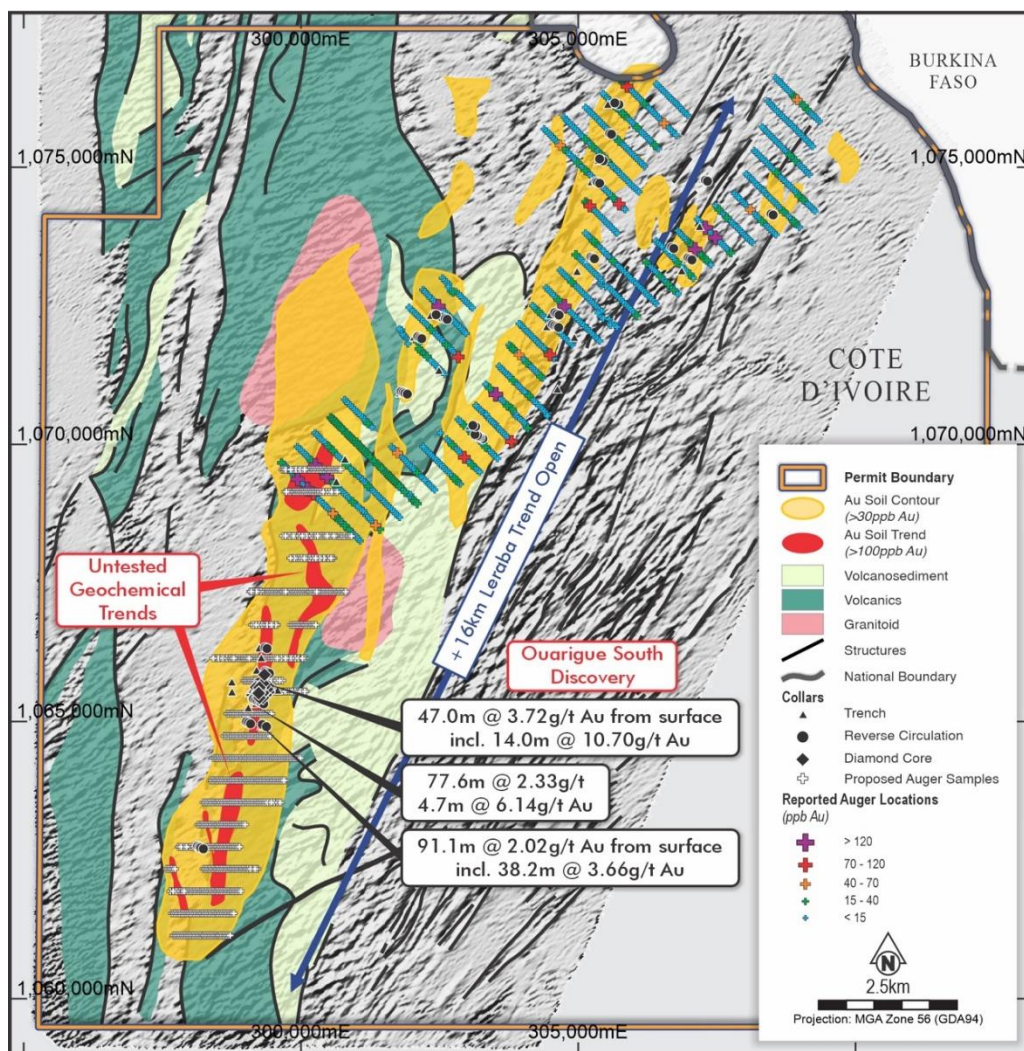 300,000mE
305,000mE
BURKINA
FASO
1,075,000mN
1,075,000mN
COTE
D'IVOIRE
1,070,000mN
1,070,000mN
+16km Leraba Trend Open
Untested
Geochemical
Trends
Ouarigue South
Discovery
1,065,000mN
47.0m @ 3.72g/t Au from surface
incl. 14.0m @ 10.70g/t Au
77.6m @ 2.33g/t
4.7m @ 6.14g/t Au
91.1m @ 2.02g/t Au from surface
incl. 38.2m @ 3.66g/t Au
1,060,000mN
300,000mE
305,000mE
Permit Boundary
Au Soil Contour
(>30ppb Au)
Au Soil Trend
(>100ppb Au)
Volcanosediment
Volcanics
Granitoid
Structures
National Boundary
Collars
Trench
Reverse Circulation
Diamond Core
Proposed Auger Samples
Reported Auger Locations
(ppb Au)
> 120
70 - 120
40 - 70
15 - 40
< 15
N
2.5km
Projection: MGA Zone 56 (GDA94)